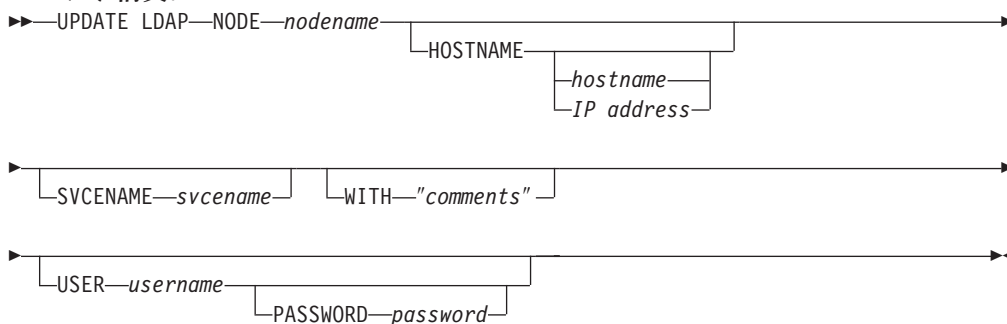 UPDATE LDAP NODE nodename
HOSTNAME
hostname
IP address
SVCENAME svcename WITH "comments"
USER username
PASSWORD password